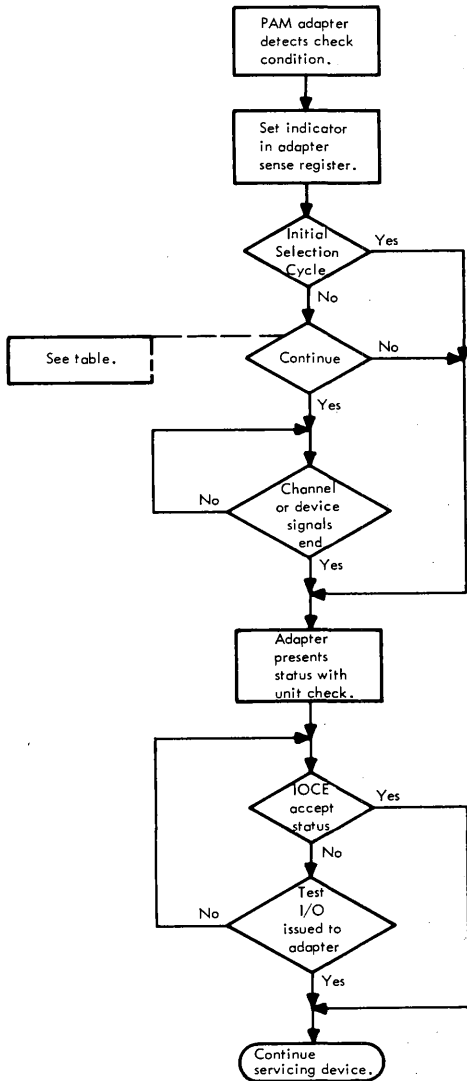 PAM adapter
detects check
condition.
Set indicator
in adapter
sense register.
Initial
Selection
Cycle
Yes
No
See table.
Continue
No
Yes
Channel
or device
signals
end
No
Yes
Adapter
presents
status with
unit check.
IOCE
accept
status
Yes
No
Test
I/O
issued to
adapter
No
Yes
Continue
servicing device.